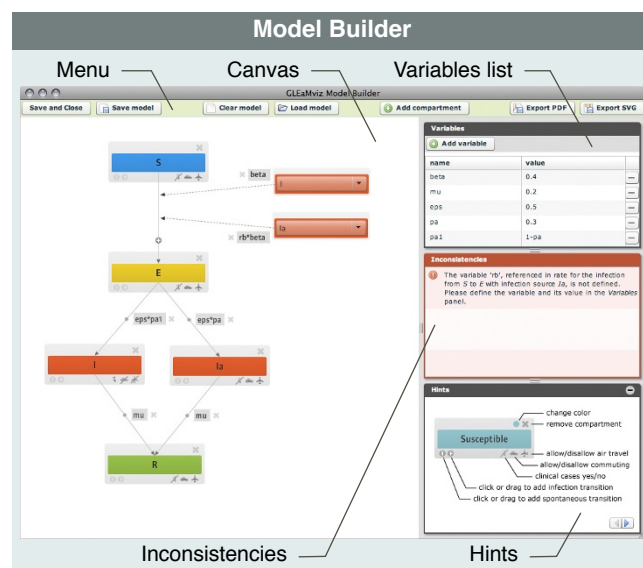 Model Builder
Menu
Canvas
Variables list
GLEaMviz Model Builder
Save and Close
Save model
Clear model
Load model
Add compartment
Export PDF
Export SVG
S
beta
I
Ia
rb*beta
E
eps*pa1
eps*pa
I
Ia
mu
mu
R
Variables
Add variable
name value
beta 0.4
mu 0.2
eps 0.5
pa 0.3
pa1 1-pa
Inconsistencies
The variable 'rb', referenced in rate for the infection
from S to E with infection source Ia, is not defined.
Please define the variable and its value in the Variables
panel.
Hints
change color
remove compartment
Susceptible
allow/disallow air travel
allow/disallow commuting
clinical cases yes/no
click or drag to add infection transition
click or drag to add spontaneous transition
Inconsistencies
Hints